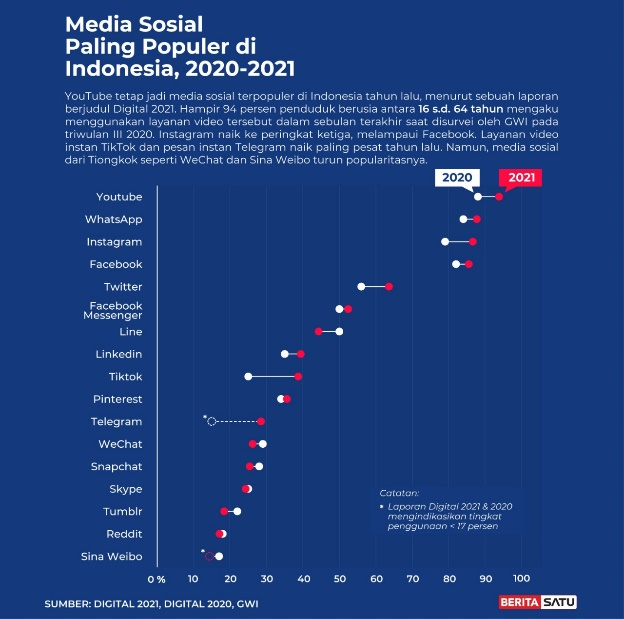 Media Sosial
Paling Populer di
Indonesia, 2020-2021
YouTube tetap jadi media sosial terpopuler di Indonesia tahun lalu, menurut sebuah laporan
berjudul Digital 2021. Hampir 94 persen penduduk berusia antara 16 s.d. 64 tahun mengaku
menggunakan layanan video tersebut dalam sebulan terakhir saat disurvei oleh GWI pada
triwulan III 2020. Instagram naik ke peringkat ketiga, melampaui Facebook. Layanan video
instan TikTok dan pesan instan Telegram naik paling pesat tahun lalu. Namun, media sosial
dari Tiongkok seperti WeChat dan Sina Weibo turun popularitasnya.
2020 2021
Youtube
WhatsApp
Instagram
Facebook
Twitter
Facebook
Messenger
Line
Linkedin
Tiktok
Pinterest
Telegram *
WeChat
Snapchat
Skype
Tumblr
Reddit
Sina Weibo *
Catatan:
* Laporan Digital 2021 & 2020
mengindikasikan tingkat
penggunaan < 17 persen
0 % 10 20 30 40 50 60 70 80 90 100
SUMBER: DIGITAL 2021, DIGITAL 2020, GWI
BERITA SATU